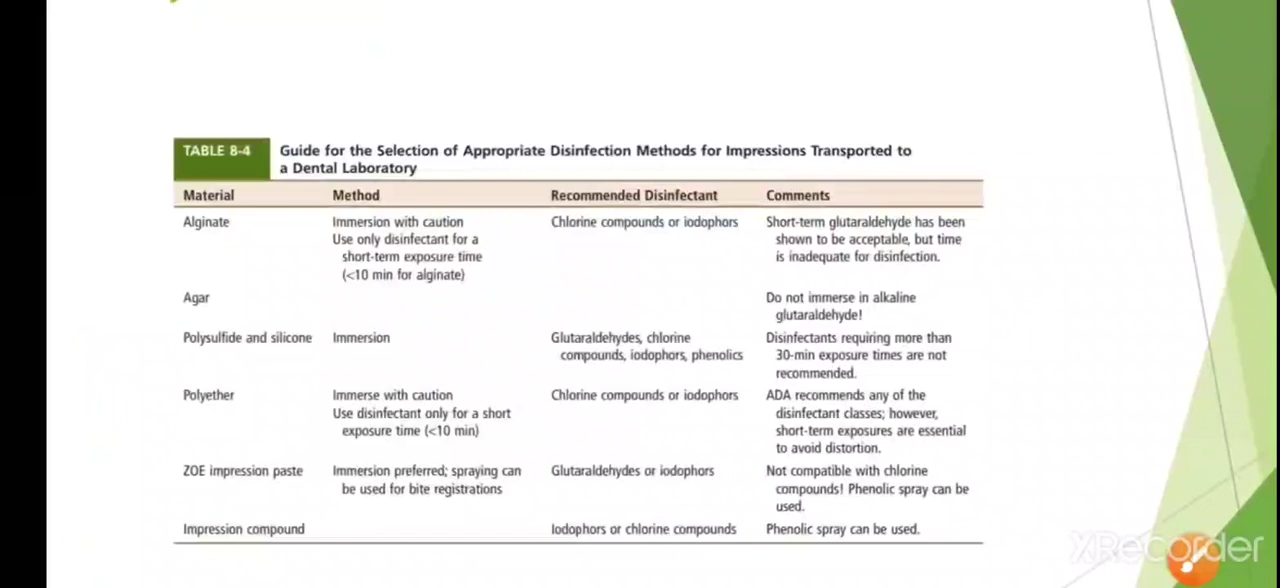 TABLE 8-4
Guide for the Selection of Appropriate Disinfection Methods for Impressions Transported to
a Dental Laboratory
Material Method Recommended Disinfectant Comments
Alginate Immersion with caution Chlorine compounds or iodophors Short-term glutaraldehyde has been
Use only disinfectant for a shown to be acceptable, but time
short-term exposure time is inadequate for disinfection.
(<10 min for alginate)
Agar Do not immerse in alkaline
glutaraldehyde!
Polysulfide and silicone Immersion Glutaraldehydes, chlorine Disinfectants requiring more than
compounds, iodophors, phenolics 30-min exposure times are not
recommended.
Polyether Immerse with caution Chlorine compounds or iodophors ADA recommends any of the
Use disinfectant only for a short disinfectant classes; however,
exposure time (<10 min) short-term exposures are essential
to avoid distortion.
ZOE impression paste Immersion preferred; spraying can Glutaraldehydes or iodophors Not compatible with chlorine
be used for bite registrations compounds! Phenolic spray can be
used.
Impression compound Iodophors or chlorine compounds Phenolic spray can be used.
XRecorder